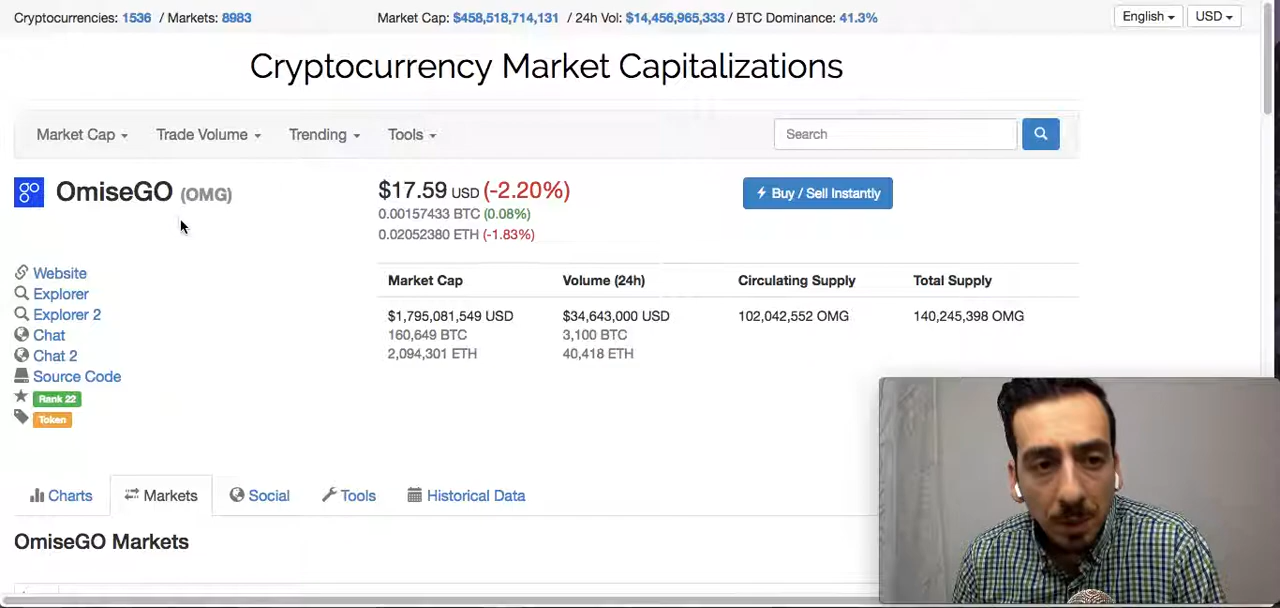 Cryptocurrencies: 1536 / Markets: 8983 Market Cap: $458,518,714,131 / 24h Vol: $14,456,965,333 / BTC Dominance: 41.3% English USD
Cryptocurrency Market Capitalizations
Market Cap Trade Volume Trending Tools Search
go OmiseGO (OMG) $17.59 USD (-2.20%) Buy / Sell Instantly
0.00157433 BTC (0.08%)
0.02052380 ETH (-1.83%)
Website
Explorer
Explorer 2
Chat
Chat 2
Source Code
Rank 22
Token
Market Cap Volume (24h) Circulating Supply Total Supply
$1,795,081,549 USD $34,643,000 USD 102,042,552 OMG 140,245,398 OMG
160,649 BTC 3,100 BTC
2,094,301 ETH 40,418 ETH
Charts Markets Social Tools Historical Data
OmiseGO Markets